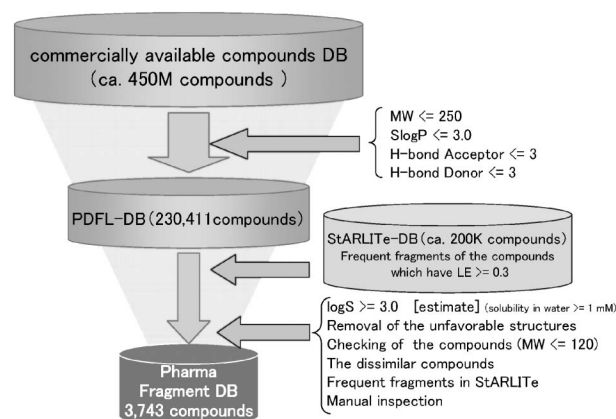 commercially available compounds DB
(ca. 450M compounds )
MW <= 250
SlogP <= 3.0
H-bond Acceptor <= 3
H-bond Donor <= 3
PDFL-DB(230,411compounds)
StARLITe-DB(ca. 200K compounds)
Frequent fragments of the compounds
which have LE >= 0.3
logS >= 3.0 [estimate] (solubility in water >= 1 mM)
Removal of the unfavorable structures
Checking of the compounds (MW <= 120)
The dissimilar compounds
Frequent fragments in StARLITe
Manual inspection
Pharma
Fragment DB
3,743 compounds